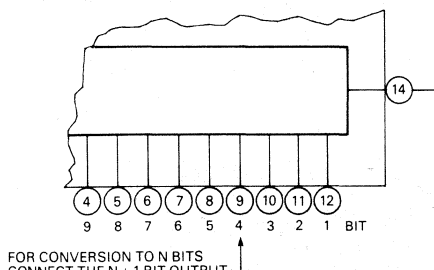 14
4 5 6 7 8 9 10 11 12
9 8 7 6 5 4 3 2 1 BIT
FOR CONVERSION TO N BITS
CONNECT THE N + 1 BIT OUTPUT